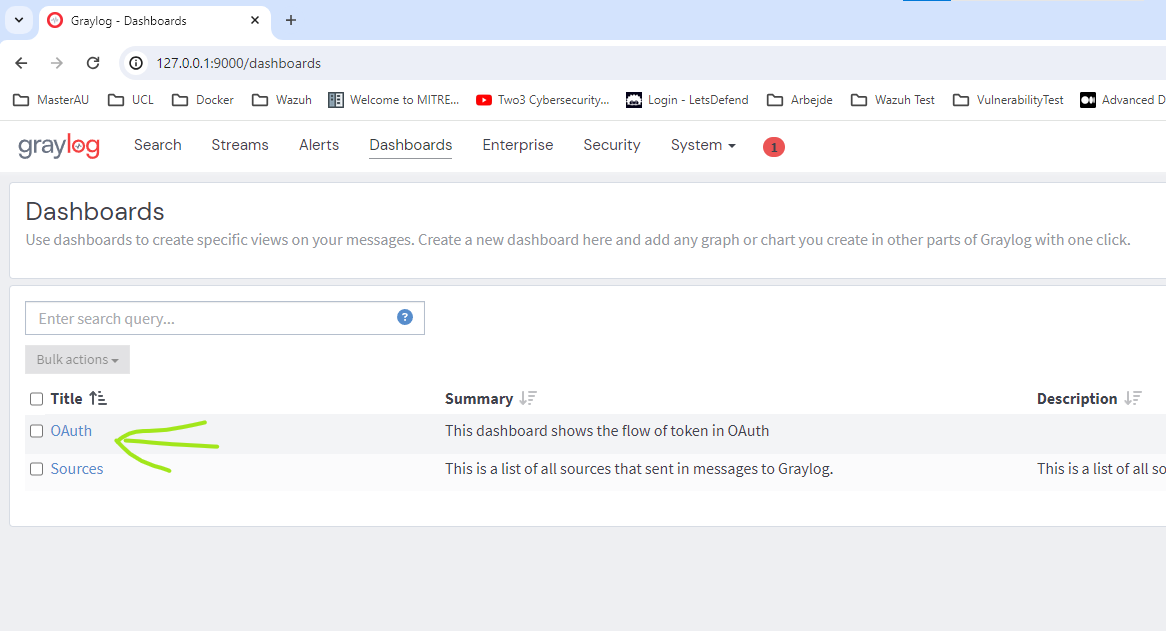 Graylog - Dashboards
127.0.0.1:9000/dashboards
MasterAU UCL Docker Wazuh Welcome to MITRE... Two3 Cybersecurity... Login - LetsDefend Arbejde Wazuh Test VulnerabilityTest Advanced D
graylog Search Streams Alerts Dashboards Enterprise Security System 1
Dashboards
Use dashboards to create specific views on your messages. Create a new dashboard here and add any graph or chart you create in other parts of Graylog with one click.
Enter search query... ?
Bulk actions
Title Summary Description
OAuth This dashboard shows the flow of token in OAuth
Sources This is a list of all sources that sent in messages to Graylog. This is a list of all so